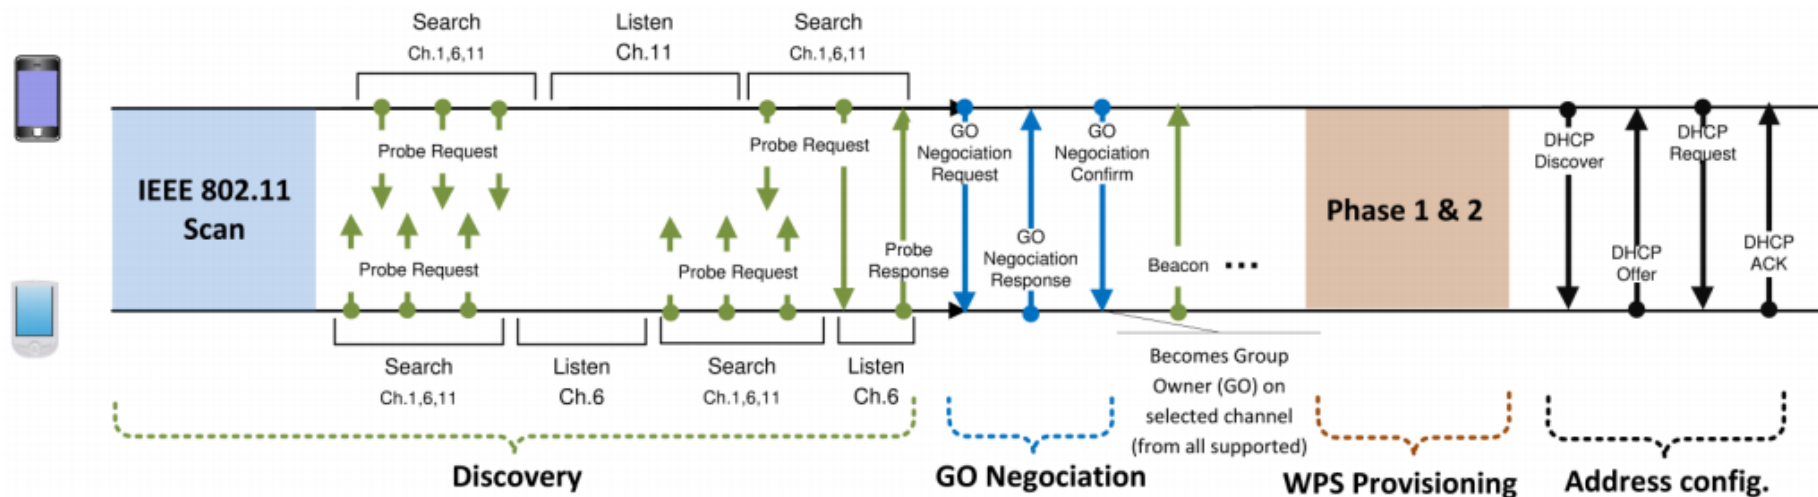 Search
Ch.1,6,11
Listen
Ch.11
Search
Ch.1,6,11
IEEE 802.11
Scan
Probe Request
Probe Request
Probe Request
Probe Request
Probe
Response
GO
Negociation
Request
GO
Negociation
Response
GO
Negociation
Confirm
Beacon ...
Phase 1 & 2
DHCP
Discover
DHCP
Offer
DHCP
Request
DHCP
ACK
Search
Ch.1,6,11
Listen
Ch.6
Search
Ch.1,6,11
Listen
Ch.6
Becomes Group
Owner (GO) on
selected channel
(from all supported)
Discovery
GO Negociation
WPS Provisioning
Address config.